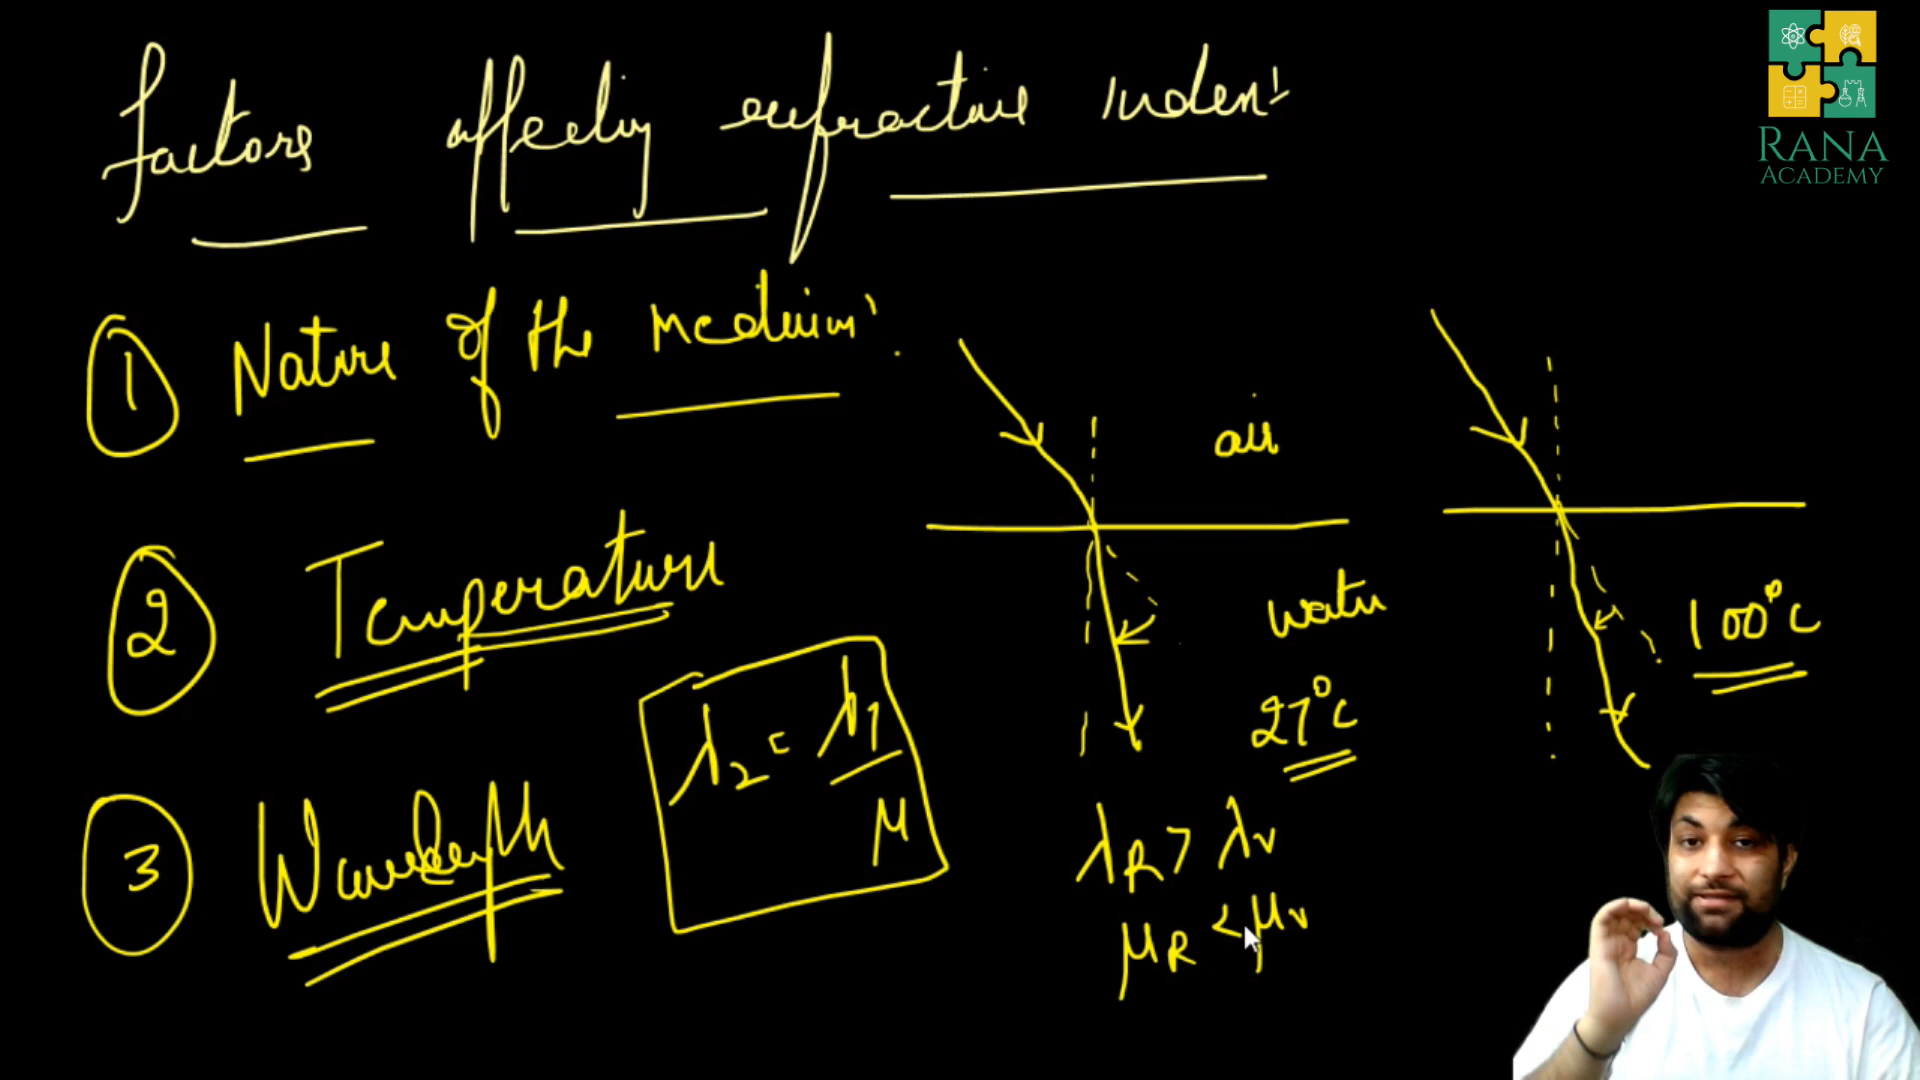 Factors affecting refractive index:
① Nature of the medium:
air
② Temperature
water
100°C
27°C
λ₂ = λ₁/μ
③ Wavelength
λR > λv
μR < μv
RANA
ACADEMY